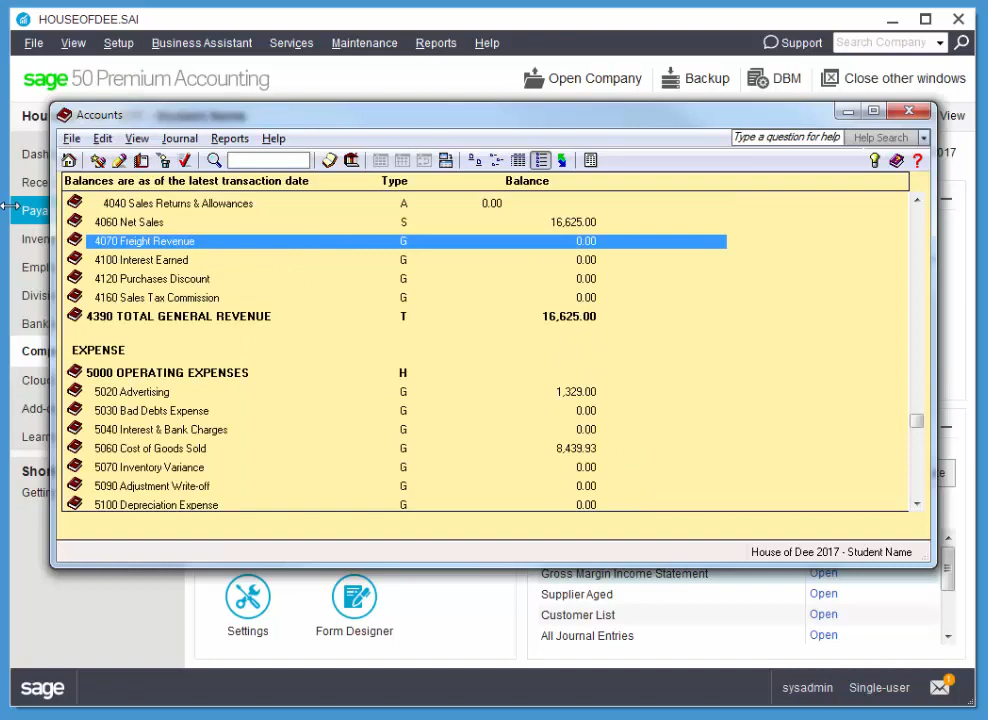 HOUSEOFDEE.SAI
File View Setup Business Assistant Services Maintenance Reports Help Support Search Company
sage 50 Premium Accounting Open Company Backup DBM Close other windows
Hou
View
Accounts Student Name
File Edit View Journal Reports Help Type a question for help Help Search
Dash
2017
Rece
Paya
Inven
Empl
Divisi
Bank
Comp
Cloud
Add-o
Learn
Shor
Gettin
Balances are as of the latest transaction date Type Balance
4040 Sales Returns & Allowances A 0.00
4060 Net Sales S 16,625.00
4070 Freight Revenue G 0.00
4100 Interest Earned G 0.00
4120 Purchases Discount G 0.00
4160 Sales Tax Commission G 0.00
4390 TOTAL GENERAL REVENUE T 16,625.00
EXPENSE
5000 OPERATING EXPENSES H
5020 Advertising G 1,329.00
5030 Bad Debts Expense G 0.00
5040 Interest & Bank Charges G 0.00
5060 Cost of Goods Sold G 8,439.93
5070 Inventory Variance G 0.00
5090 Adjustment Write-off G 0.00
5100 Depreciation Expense G 0.00
House of Dee 2017 - Student Name
Gross Margin Income Statement Open
Supplier Aged Open
Customer List Open
All Journal Entries Open
Settings Form Designer
sage sysadmin Single-user 1